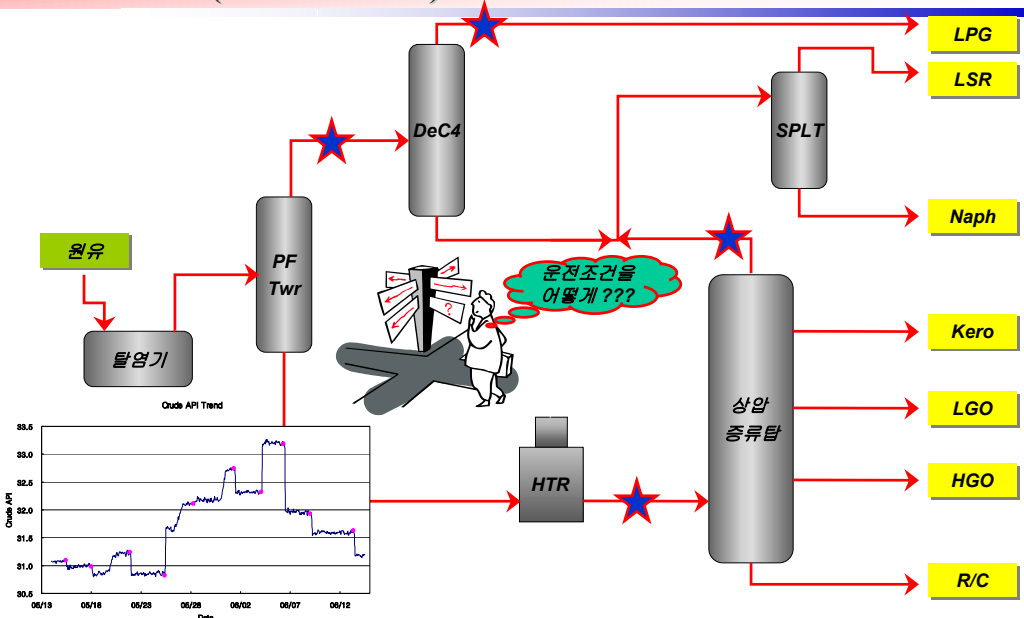 LPG
LSR
DeC4
SPLT
Naph
원유
PF
Twr
운전조건을
어떻게 ???
?
탈염기
Kero
상압
증류탑
LGO
HTR
HGO
R/C
Crude API Trend
Crude API
33.5
33.0
32.5
32.0
31.5
31.0
30.5
05/13
05/18
05/23
05/28
06/02
06/07
06/12
Date